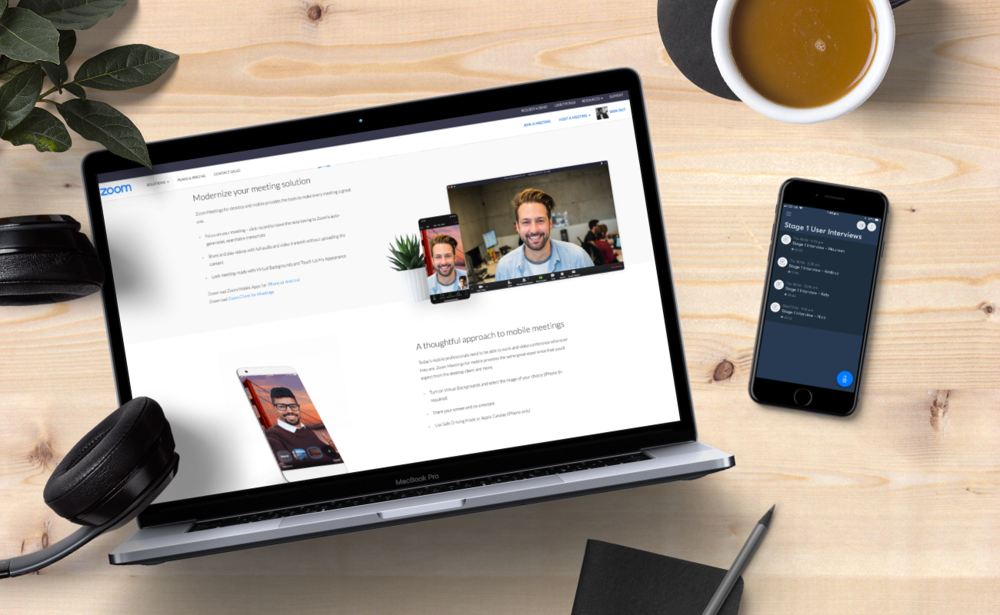 REQUEST A DEMO
RESOURCES
SUPPORT
JOIN A MEETING
HOST A MEETING
SIGN OUT
zoom
SOLUTIONS
PLANS & PRICING
CONTACT SALES
Modernize your meeting solution
Zoom Meetings for desktop and mobile provides the tools to make every meeting a great
one.
Focus on your meeting - click record to leave the note taking to Zoom's auto-
generated, searchable transcripts
Share and play videos with full audio and video transmit without uploading the
content
Look meeting-ready with Virtual Backgrounds and Touch Up My Appearance
Download Zoom Mobile Apps for iPhone or Android
Download Zoom Client for Meetings
A thoughtful approach to mobile meetings
Today's mobile professionals need to be able to work and video conference wherever
they are. Zoom Meetings for mobile provides the same great experience that you'd
expect from the desktop client and more.
Turn on Virtual Backgrounds and select the image of your choice (iPhone 8+
required)
Share your screen and co-annotate
Use Safe Driving Mode or Apple Carplay (iPhone only)
MacBook Pro
Stage 1 User Interviews
Stage 1 Interview - Maureen
Stage 1 Interview - Ambros
Stage 1 Interview - Kelly
Stage 1 Interview - Nico